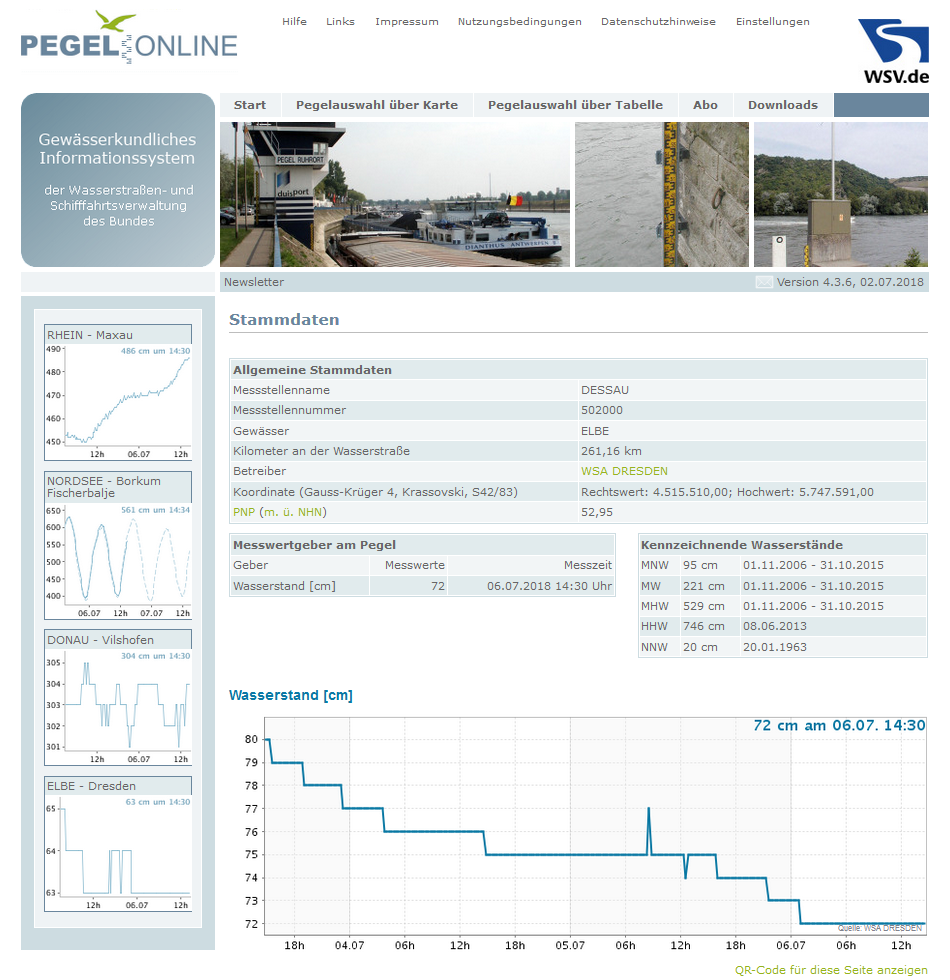 Hilfe Links Impressum Nutzungsbedingungen Datenschutzhinweise Einstellungen
PEGEL ONLINE
WSV.de
Start Pegelauswahl über Karte Pegelauswahl über Tabelle Abo Downloads
Gewässerkundliches
Informationssystem
der Wasserstraßen- und
Schifffahrtsverwaltung
des Bundes
PEGEL RUHRORT
duisport
DIANTHUS ANTWERPEN
Newsletter Version 4.3.6, 02.07.2018
RHEIN - Maxau
486 cm um 14:30
490
480
470
460
450
12h 06.07 12h
NORDSEE - Borkum
Fischerbalje
561 cm um 14:34
650
600
550
500
450
400
06.07 12h 07.07 12h
DONAU - Vilshofen
304 cm um 14:30
305
304
303
302
301
12h 06.07 12h
ELBE - Dresden
63 cm um 14:30
65
64
63
12h 06.07 12h
Stammdaten
Allgemeine Stammdaten
Messstellenname DESSAU
Messstellennummer 502000
Gewässer ELBE
Kilometer an der Wasserstraße 261,16 km
Betreiber WSA DRESDEN
Koordinate (Gauss-Krüger 4, Krassovski, S42/83) Rechtswert: 4.515.510,00; Hochwert: 5.747.591,00
PNP (m. ü. NHN) 52,95
Messwertgeber am Pegel
Geber Messwerte Messzeit
Wasserstand [cm] 72 06.07.2018 14:30 Uhr
Kennzeichnende Wasserstände
MNW 95 cm 01.11.2006 - 31.10.2015
MW 221 cm 01.11.2006 - 31.10.2015
MHW 529 cm 01.11.2006 - 31.10.2015
HHW 746 cm 08.06.2013
NNW 20 cm 20.01.1963
Wasserstand [cm]
72 cm am 06.07. 14:30
80
79
78
77
76
75
74
73
72
Quelle: WSA DRESDEN
18h 04.07 06h 12h 18h 05.07 06h 12h 18h 06.07 06h 12h
QR-Code für diese Seite anzeigen